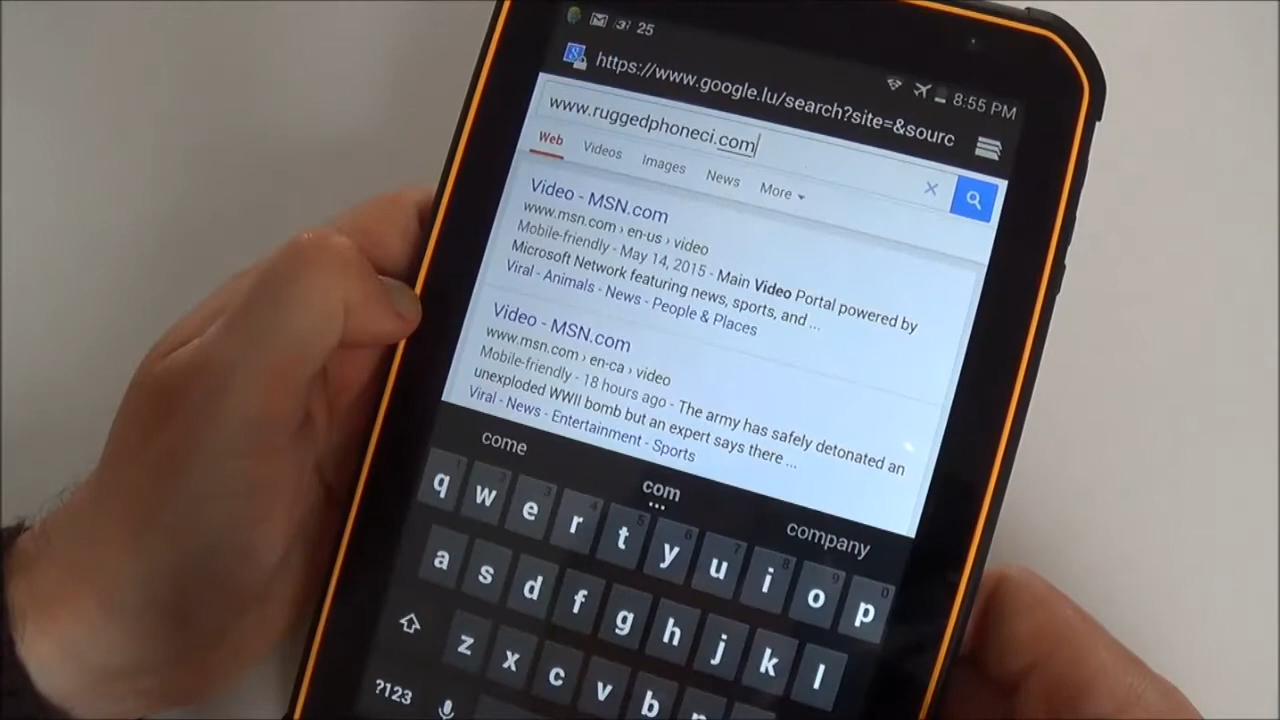 25
8:55 PM
https://www.google.lu/search?site=&sourc
www.ruggedphoneci.com
Web Videos Images News More
Video - MSN.com
www.msn.com › en-us › video
Mobile-friendly - May 14, 2015 - Main Video Portal powered by
Microsoft Network featuring news, sports, and ...
Viral - Animals - News - People & Places
Video - MSN.com
www.msn.com › en-ca › video
Mobile-friendly - 18 hours ago - The army has safely detonated an
unexploded WWII bomb but an expert says there ...
Viral - News - Entertainment - Sports
come com company
q w e r t y u i o p
a s d f g h j k l
z x c v b
?123